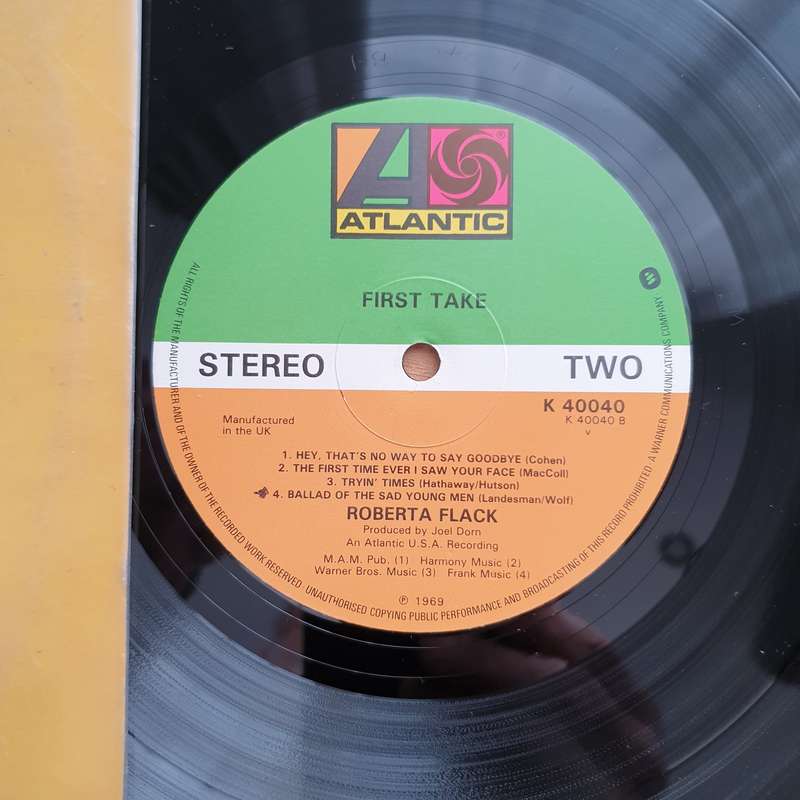 ATLANTIC
®
FIRST TAKE
STEREO
TWO
K 40040
K 40040 B
V
Manufactured
in the UK
1. HEY, THAT'S NO WAY TO SAY GOODBYE (Cohen)
2. THE FIRST TIME EVER I SAW YOUR FACE (MacColl)
3. TRYIN' TIMES (Hathaway/Hutson)
4. BALLAD OF THE SAD YOUNG MEN (Landesman/Wolf)
ROBERTA FLACK
Produced by Joel Dorn
An Atlantic U.S.A. Recording
M.A.M. Pub. (1) Harmony Music (2)
Warner Bros. Music (3) Frank Music (4)
℗ 1969
ALL RIGHTS OF THE MANUFACTURER AND OF THE OWNER OF THE RECORDED WORK RESERVED. UNAUTHORISED COPYING PUBLIC PERFORMANCE AND BROADCASTING OF THIS RECORD PROHIBITED. A WARNER COMMUNICATIONS COMPANY